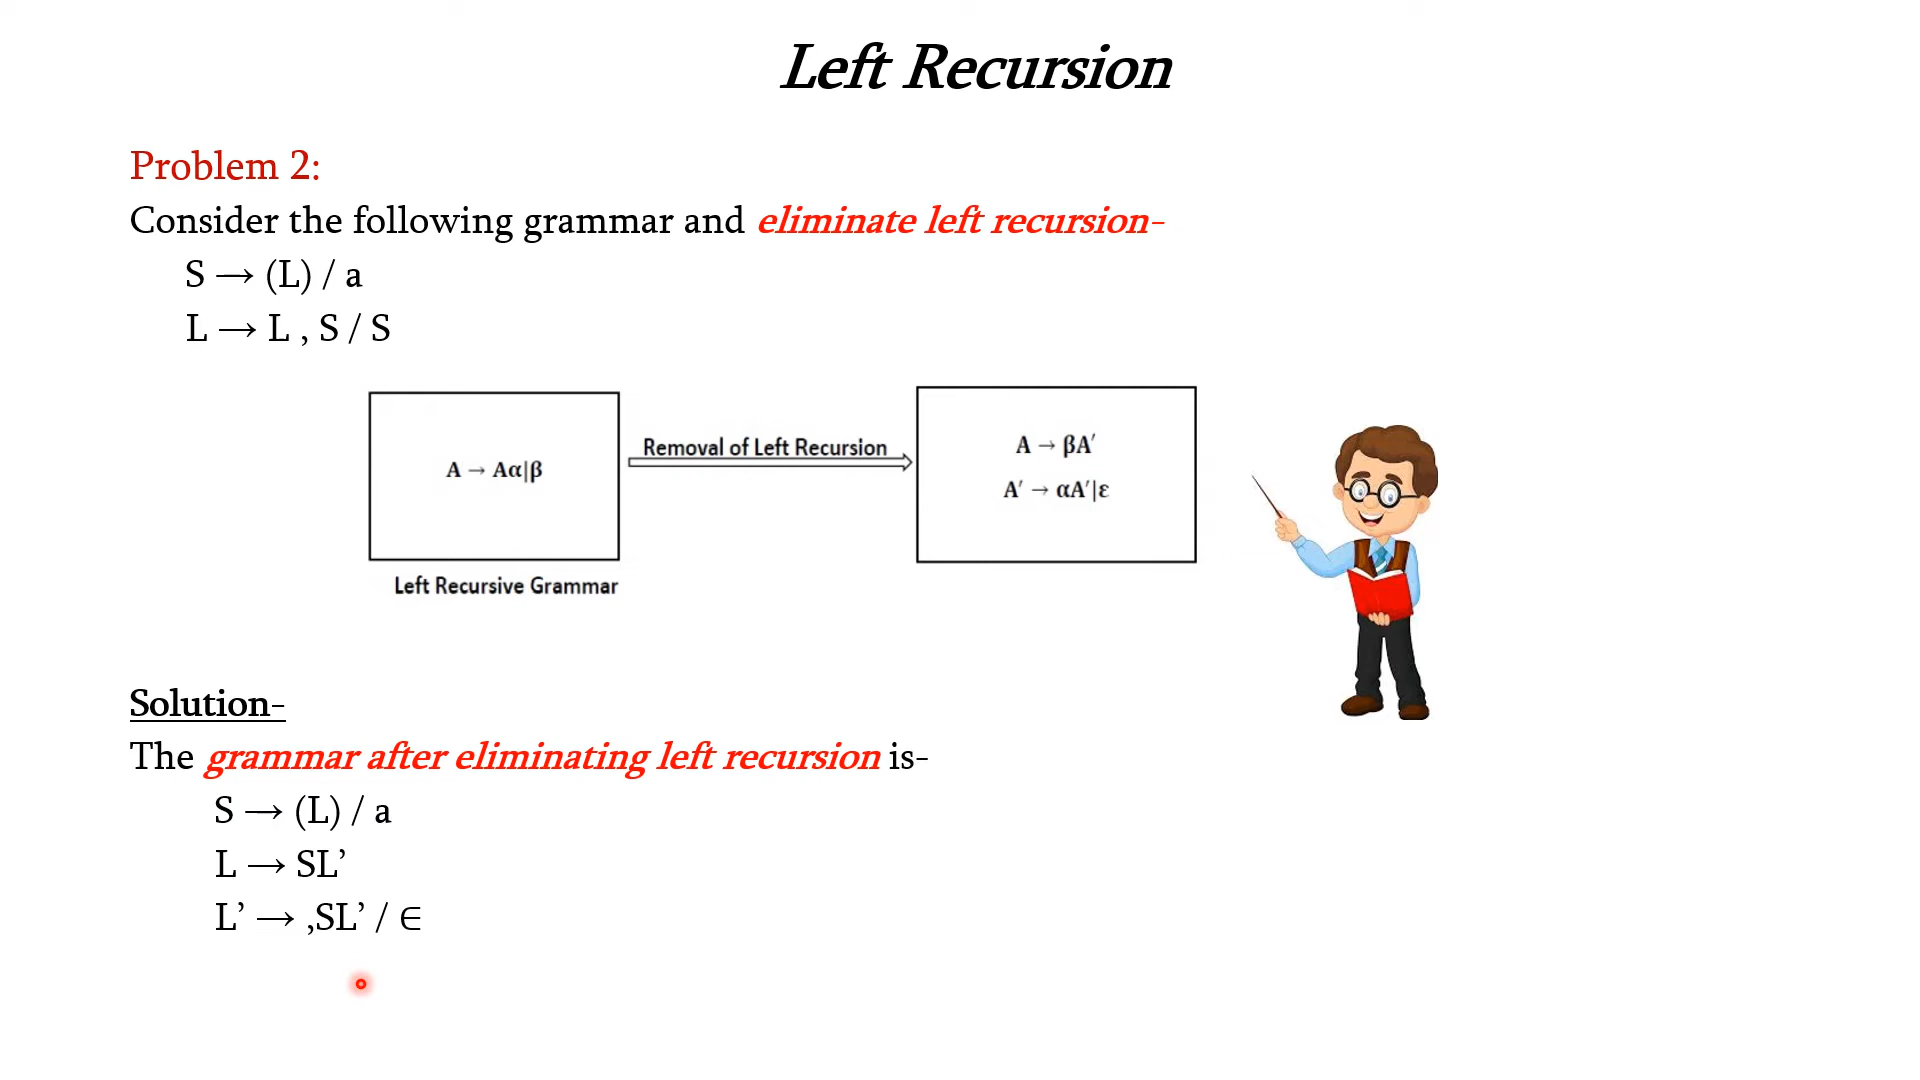 Left Recursion
Problem 2:
Consider the following grammar and eliminate left recursion-
S → (L) / a
L → L , S / S
A → Aα|β
Removal of Left Recursion
A → βA′
A′ → αA′|ε
Left Recursive Grammar
Solution-
The grammar after eliminating left recursion is-
S → (L) / a
L → SL’
L’ → ,SL’ / ∈